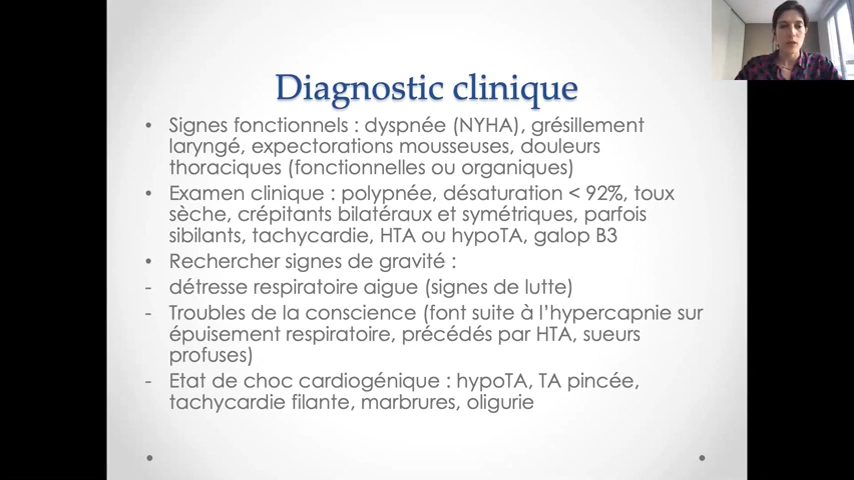 Diagnostic clinique
• Signes fonctionnels : dyspnée (NYHA), grésillement
laryngé, expectorations mousseuses, douleurs
thoraciques (fonctionnelles ou organiques)
• Examen clinique : polypnée, désaturation < 92%, toux
sèche, crépitants bilatéraux et symétriques, parfois
sibilants, tachycardie, HTA ou hypoTA, galop B3
• Rechercher signes de gravité :
- détresse respiratoire aigue (signes de lutte)
- Troubles de la conscience (font suite à l'hypercapnie sur
épuisement respiratoire, précédés par HTA, sueurs
profuses)
- Etat de choc cardiogénique : hypoTA, TA pincée,
tachycardie filante, marbrures, oligurie